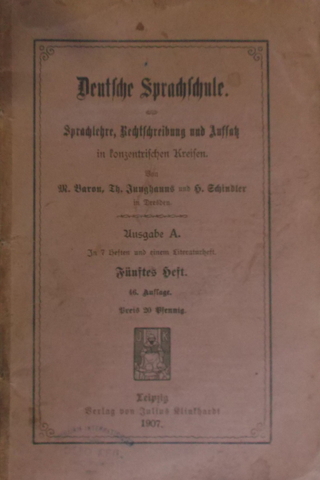 Deutsche Sprachschule.
Sprachlehre, Rechtschreibung und Aufsatz
in konzentrischen Kreisen.
Von
M. Baron, Th. Junghanns und H. Schindler
in Dresden.
Ausgabe A.
In 7 Heften und einem Literaturheft.
Fünftes Heft.
46. Auflage.
Preis 20 Pfennig.
Leipzig
Verlag von Julius Klinkhardt
1907.